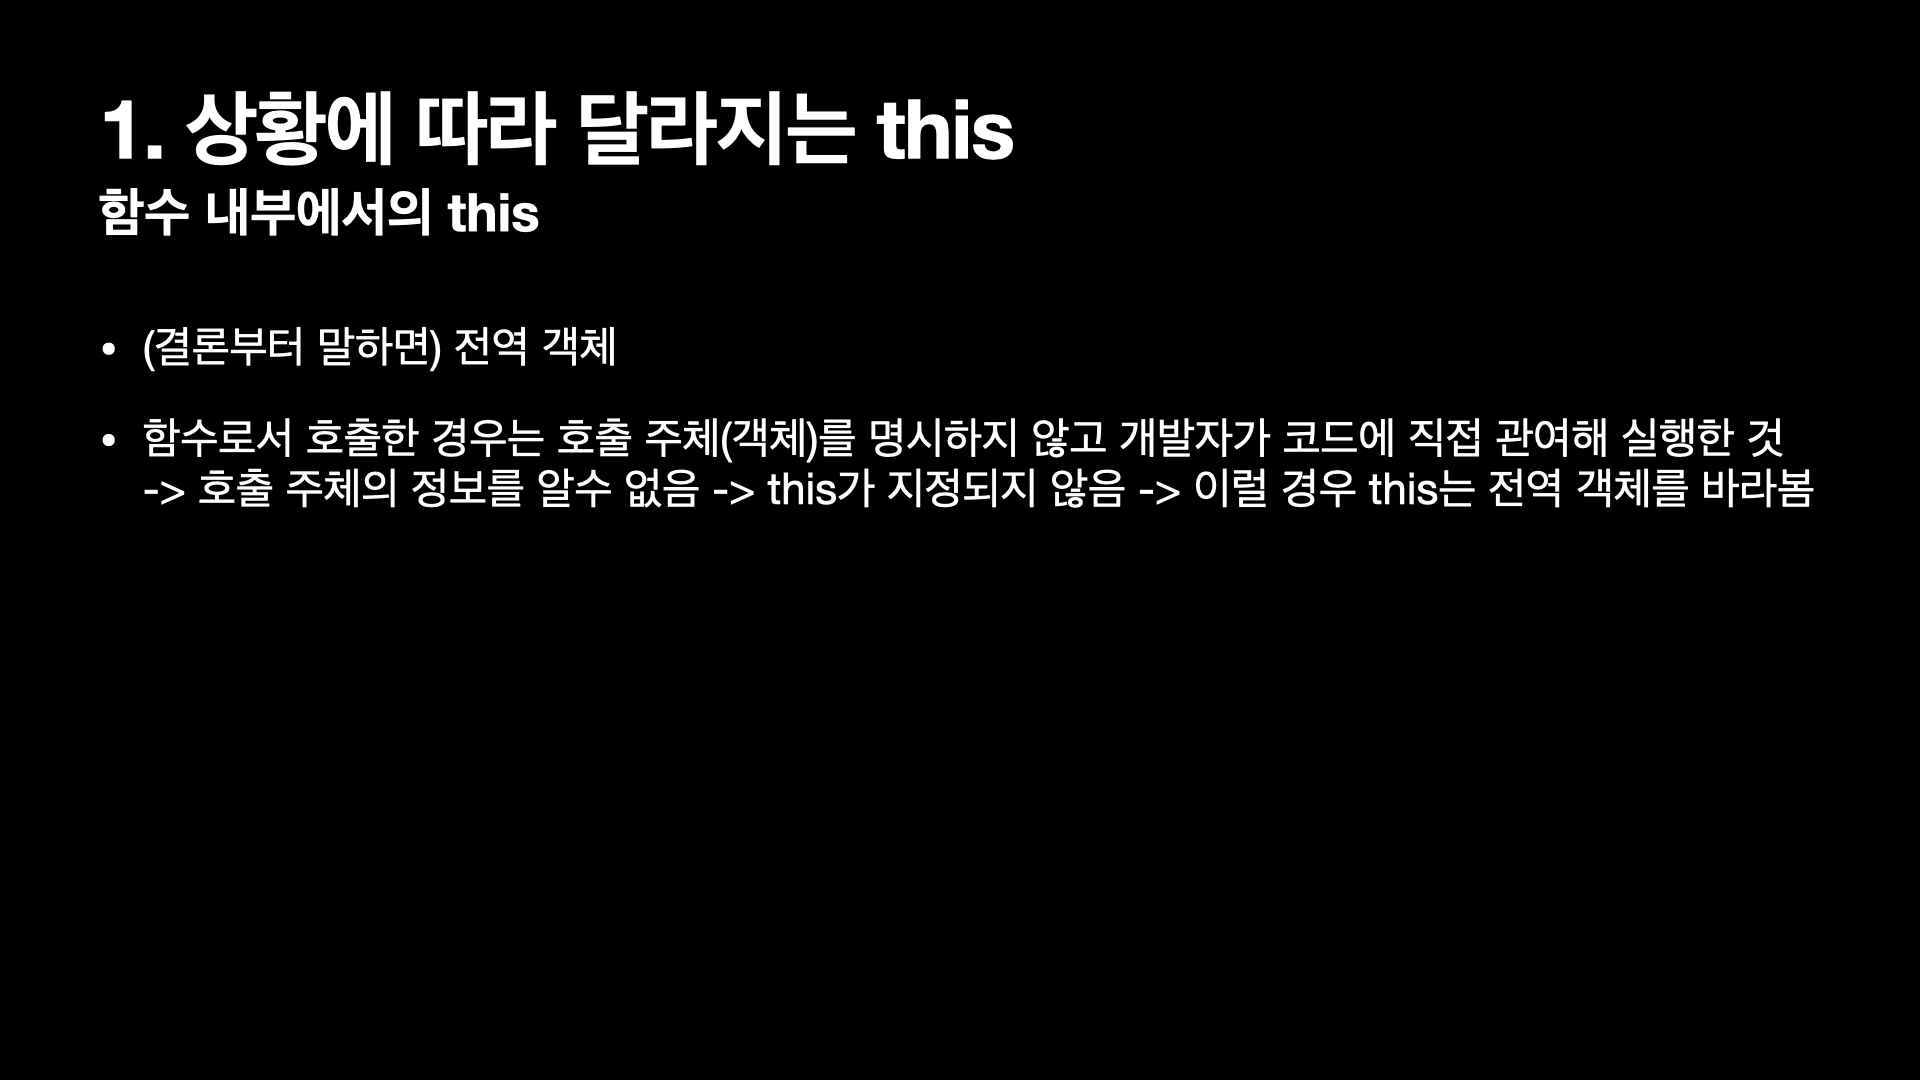 1. 상황에 따라 달라지는 this
함수 내부에서의 this
• (결론부터 말하면) 전역 객체
• 함수로서 호출한 경우는 호출 주체(객체)를 명시하지 않고 개발자가 코드에 직접 관여해 실행한 것
-> 호출 주체의 정보를 알수 없음 -> this가 지정되지 않음 -> 이럴 경우 this는 전역 객체를 바라봄